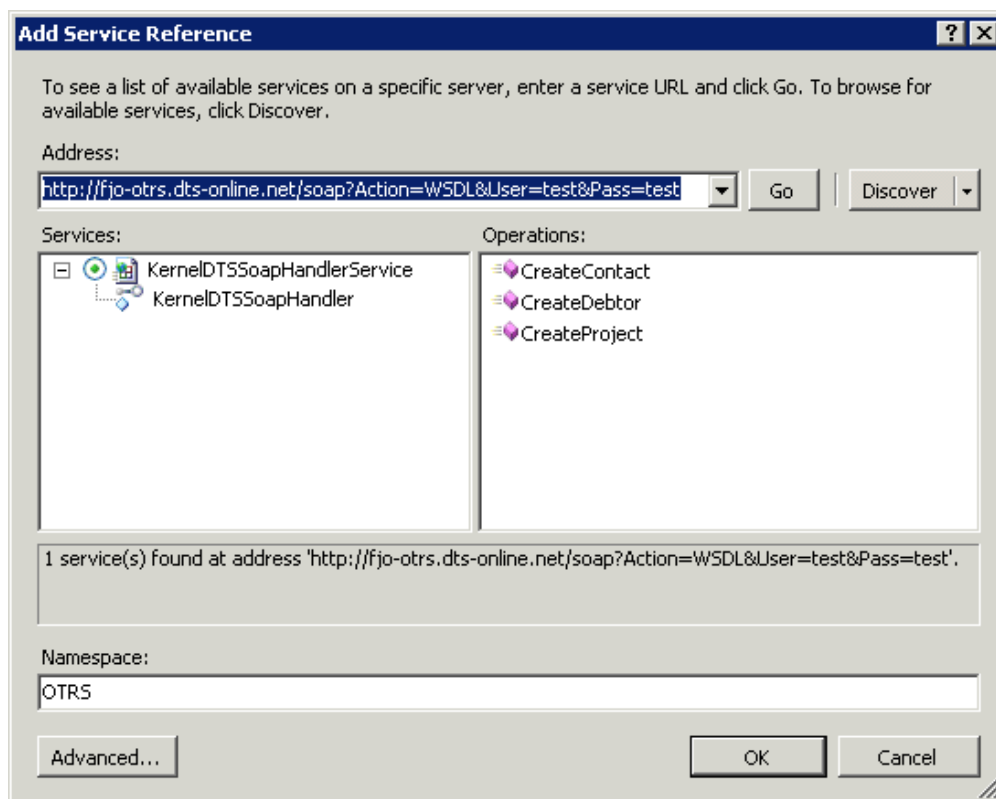 Add Service Reference
To see a list of available services on a specific server, enter a service URL and click Go. To browse for
available services, click Discover.
Address:
http://fjo-otrs.dts-online.net/soap?Action=WSDL&User=test&Pass=test Go Discover
Services: Operations:
KernelDTSSoapHandlerService CreateContact
KernelDTSSoapHandler CreateDebtor
CreateProject
1 service(s) found at address 'http://fjo-otrs.dts-online.net/soap?Action=WSDL&User=test&Pass=test'.
Namespace:
OTRS
Advanced... OK Cancel